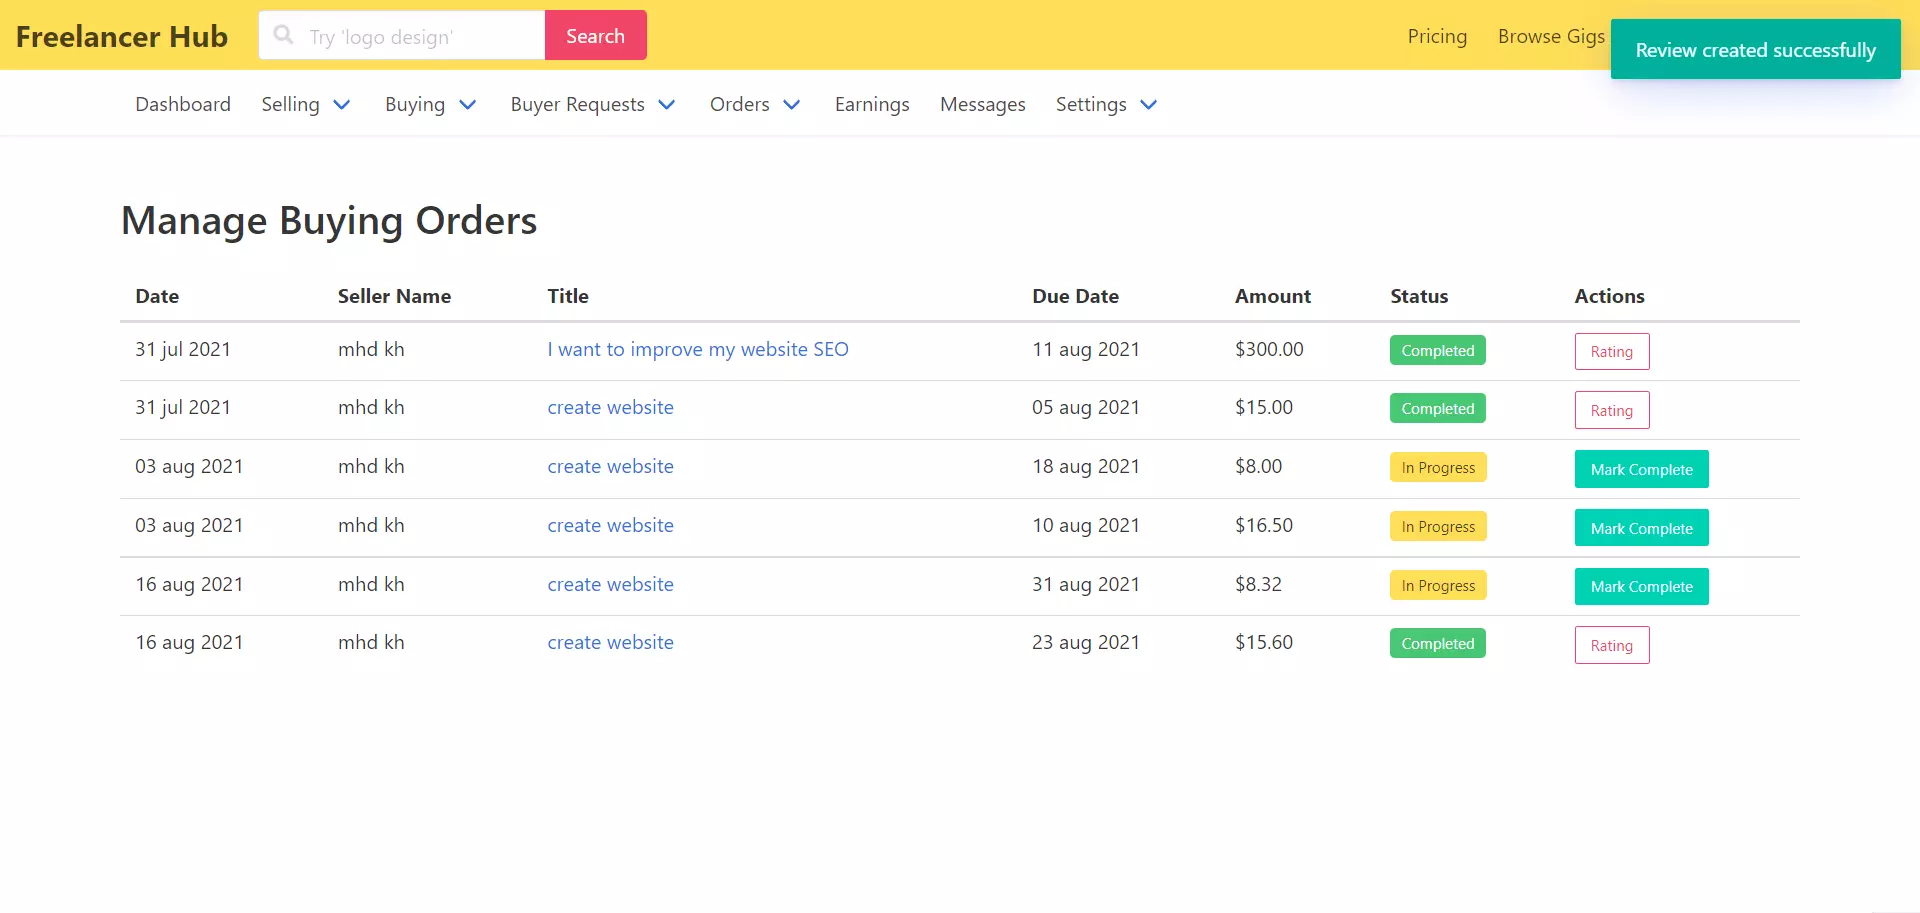 Freelancer Hub Try 'logo design' Search Pricing Browse Gigs Review created successfully
Dashboard Selling Buying Buyer Requests Orders Earnings Messages Settings
Manage Buying Orders
Date Seller Name Title Due Date Amount Status Actions
31 jul 2021 mhd kh I want to improve my website SEO 11 aug 2021 $300.00 Completed Rating
31 jul 2021 mhd kh create website 05 aug 2021 $15.00 Completed Rating
03 aug 2021 mhd kh create website 18 aug 2021 $8.00 In Progress Mark Complete
03 aug 2021 mhd kh create website 10 aug 2021 $16.50 In Progress Mark Complete
16 aug 2021 mhd kh create website 31 aug 2021 $8.32 In Progress Mark Complete
16 aug 2021 mhd kh create website 23 aug 2021 $15.60 Completed Rating